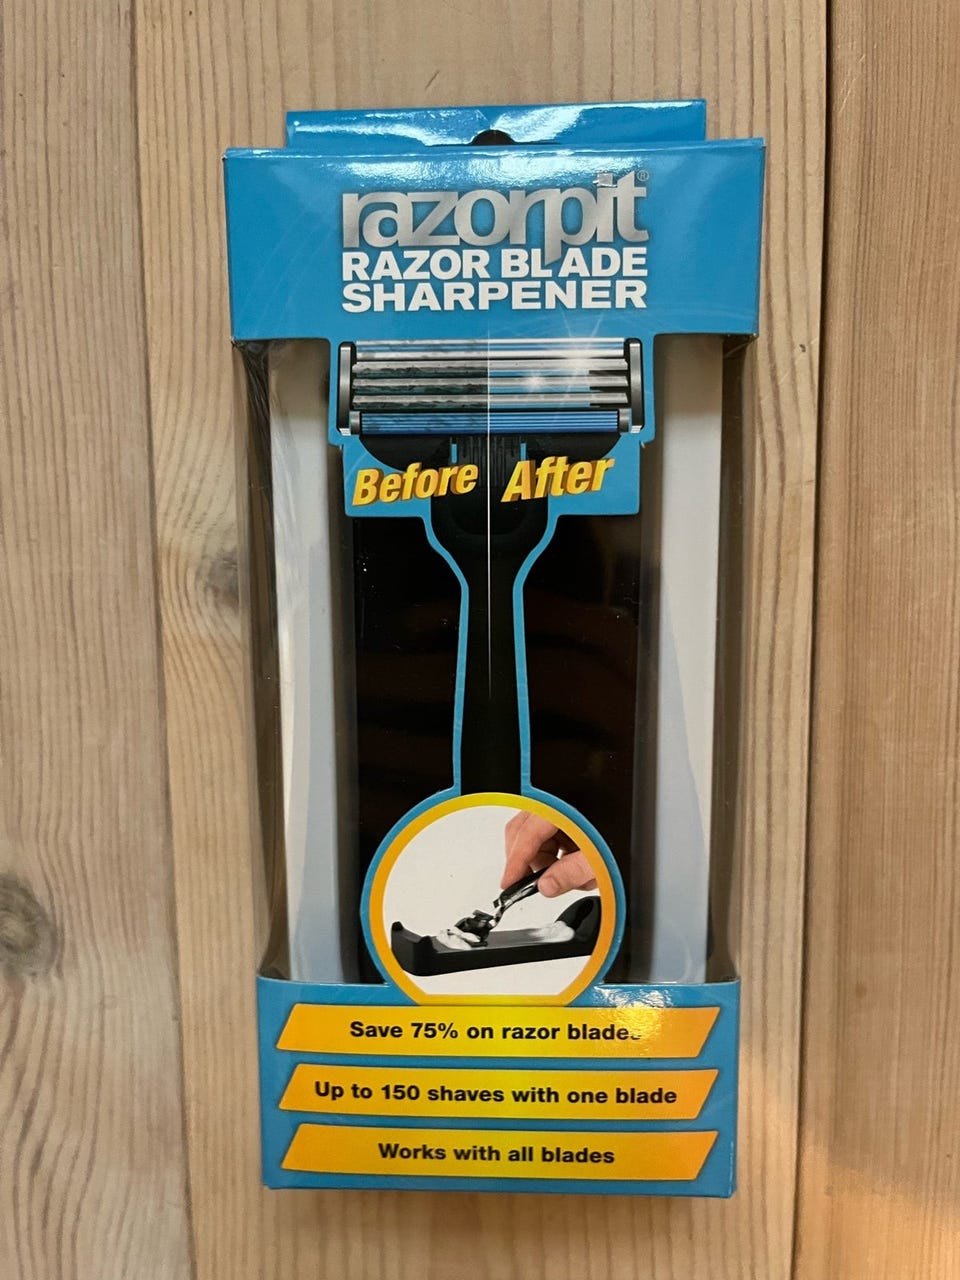 razorpit®
RAZOR BLADE
SHARPENER
Before After
Save 75% on razor blades
Up to 150 shaves with one blade
Works with all blades